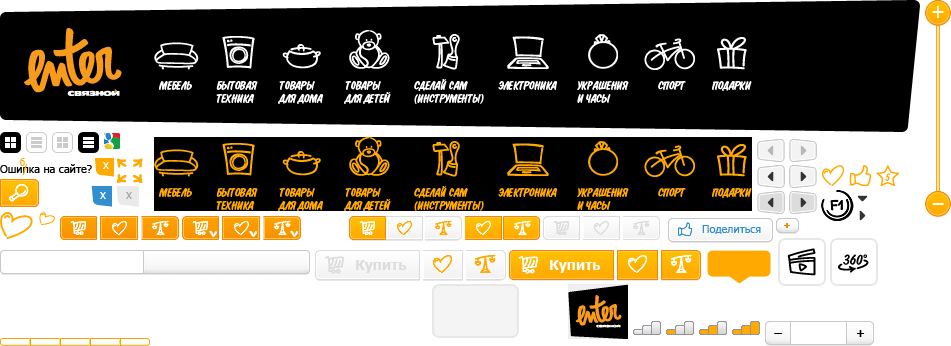 enter
СВЯЗНОЙ
МЕБЕЛЬ
БЫТОВАЯ
ТЕХНИКА
ТОВАРЫ
ДЛЯ ДОМА
ТОВАРЫ
ДЛЯ ДЕТЕЙ
СДЕЛАЙ САМ
(ИНСТРУМЕНТЫ)
ЭЛЕКТРОНИКА
УКРАШЕНИЯ
И ЧАСЫ
СПОРТ
ПОДАРКИ
g
Ошибка на сайте?
б.
x
x
x
МЕБЕЛЬ
БЫТОВАЯ
ТЕХНИКА
ТОВАРЫ
ДЛЯ ДОМА
ТОВАРЫ
ДЛЯ ДЕТЕЙ
СДЕЛАЙ САМ
(ИНСТРУМЕНТЫ)
ЭЛЕКТРОНИКА
УКРАШЕНИЯ
И ЧАСЫ
СПОРТ
ПОДАРКИ
F1
Поделиться
+
Купить
Купить
360°
enter
СВЯЗНОЙ
− +
+
−